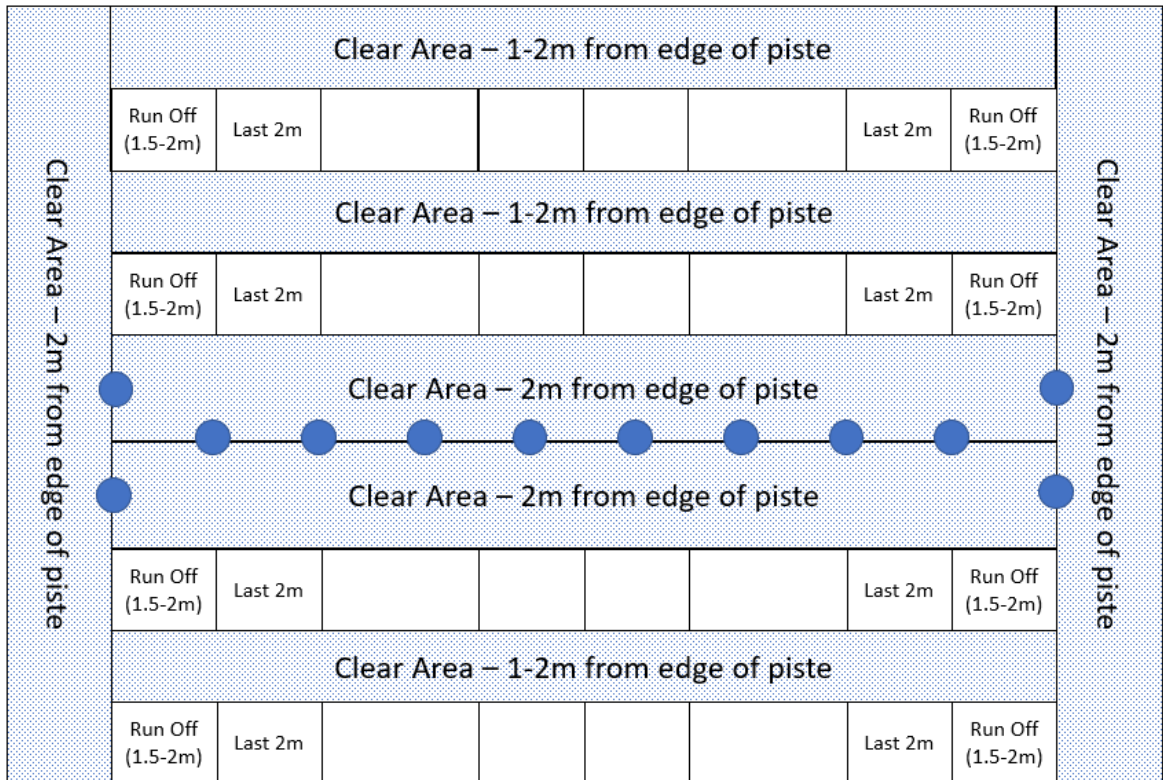 Clear Area – 1-2m from edge of piste
Run Off
(1.5-2m)
Last 2m
Last 2m
Run Off
(1.5-2m)
Clear Area – 1-2m from edge of piste
Run Off
(1.5-2m)
Last 2m
Last 2m
Run Off
(1.5-2m)
Clear Area – 2m from edge of piste
Clear Area – 2m from edge of piste
Clear Area – 2m from edge of piste
Clear Area – 2m from edge of piste
Run Off
(1.5-2m)
Last 2m
Last 2m
Run Off
(1.5-2m)
Clear Area – 1-2m from edge of piste
Run Off
(1.5-2m)
Last 2m
Last 2m
Run Off
(1.5-2m)